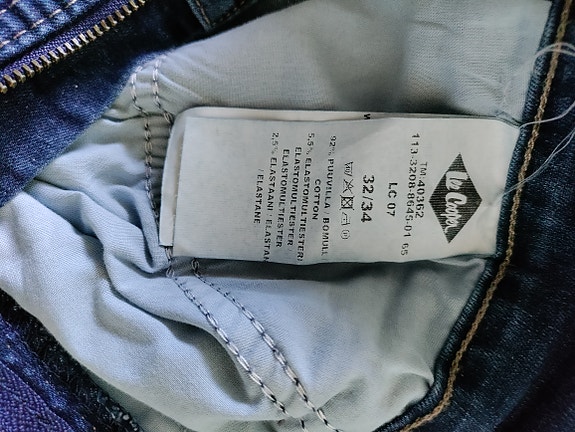 Lee Cooper
TM-40362
113-3208-8645-01 65
LC 07
32/34
92% PUUVILLA / BOMULL
COTTON
5,5% ELASTOMULTIESTER
ELASTOMULTIESTER
ELASTOMULTIESTER
2,5% ELASTAANI / ELASTAN
/ ELASTANE